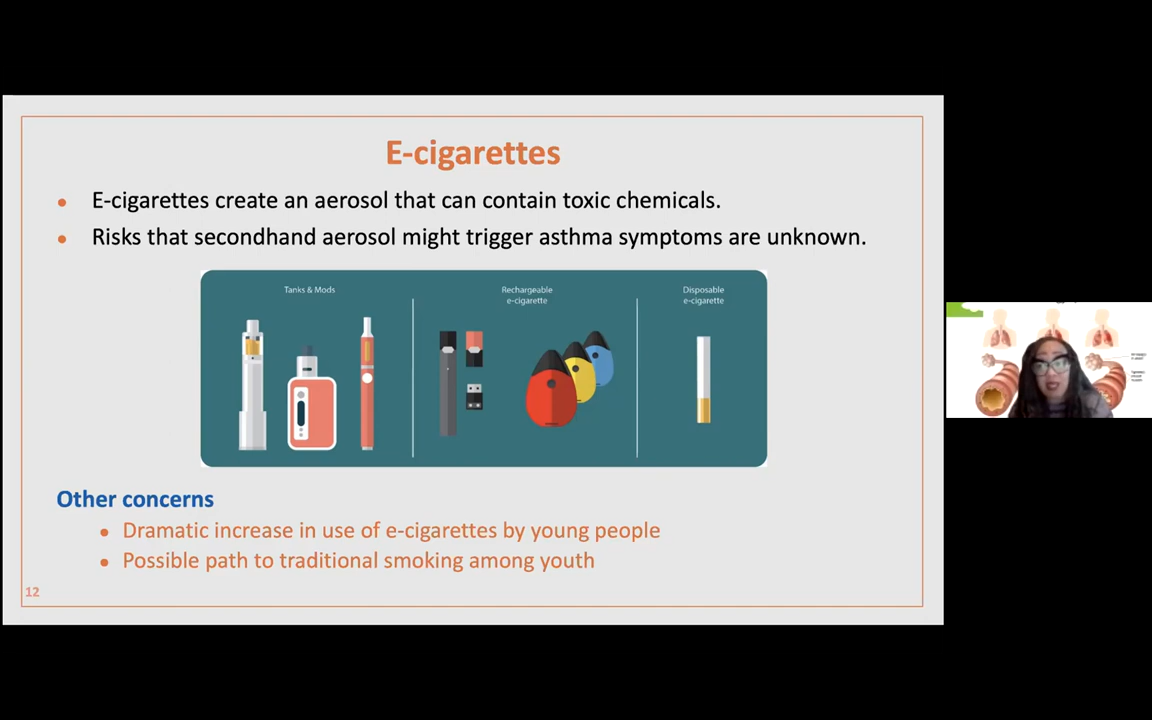 E-cigarettes
E-cigarettes create an aerosol that can contain toxic chemicals.
Risks that secondhand aerosol might trigger asthma symptoms are unknown.
Tanks & Mods
Rechargeable
e-cigarette
Disposable
e-cigarette
Other concerns
Dramatic increase in use of e-cigarettes by young people
Possible path to traditional smoking among youth
12